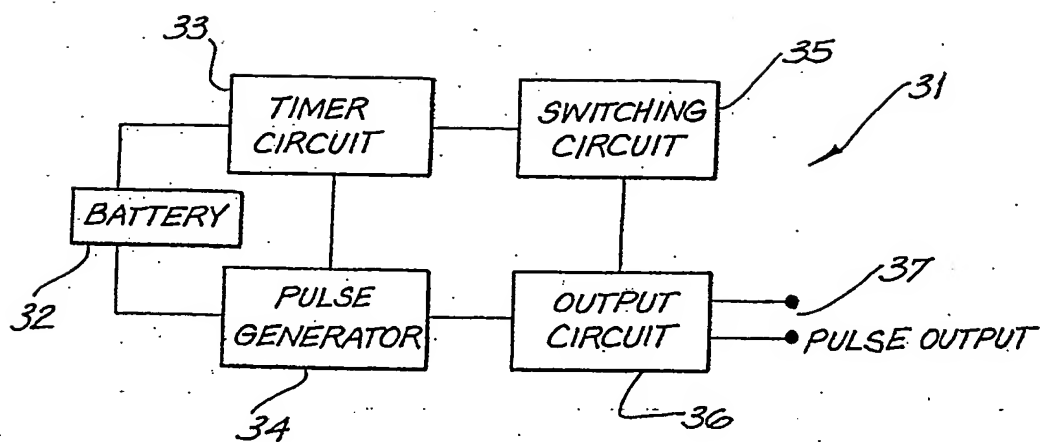 33
35
31
TIMER
CIRCUIT
SWITCHING
CIRCUIT
BATTERY
32
PULSE
GENERATOR
OUTPUT
CIRCUIT
37
PULSE OUTPUT
34
36